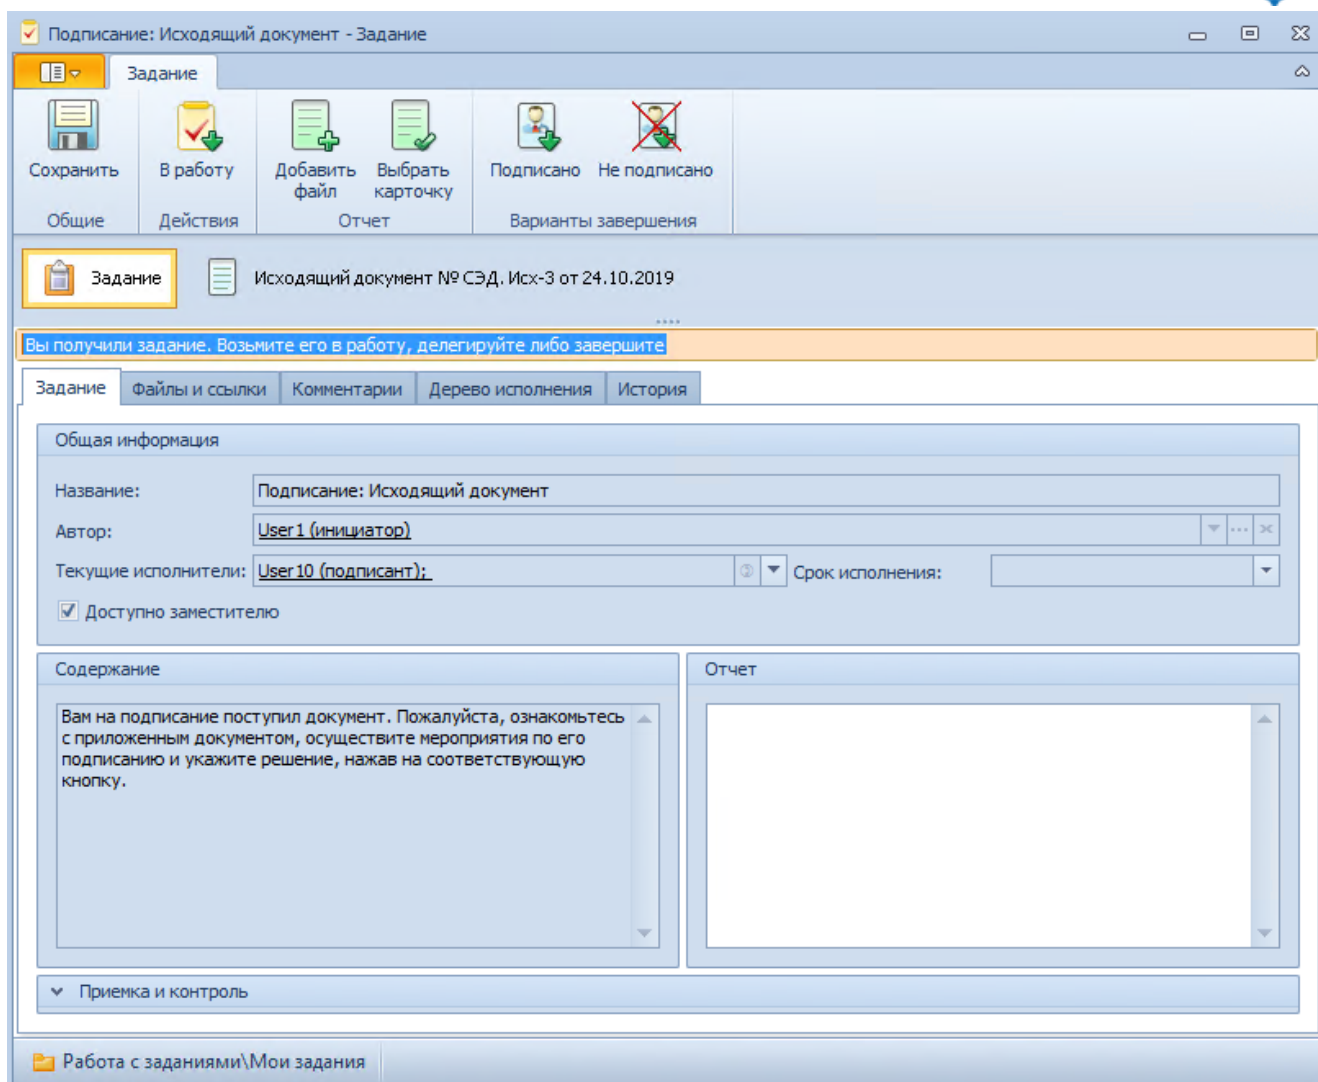 Подписание: Исходящий документ - Задание
Задание
Сохранить
В работу
Добавить файл
Выбрать карточку
Подписано
Не подписано
Общие
Действия
Отчет
Варианты завершения
Задание
Исходящий документ № СЭД. Исх-3 от 24.10.2019
Вы получили задание. Возьмите его в работу, делегируйте либо завершите
Задание
Файлы и ссылки
Комментарии
Дерево исполнения
История
Общая информация
Название:
Подписание: Исходящий документ
Автор:
User1 (инициатор)
Текущие исполнители:
User10 (подписант);
Срок исполнения:
Доступно заместителю
Содержание
Вам на подписание поступил документ. Пожалуйста, ознакомьтесь
с приложенным документом, осуществите мероприятия по его
подписанию и укажите решение, нажав на соответствующую
кнопку.
Отчет
Приемка и контроль
Работа с заданиями\Мои задания